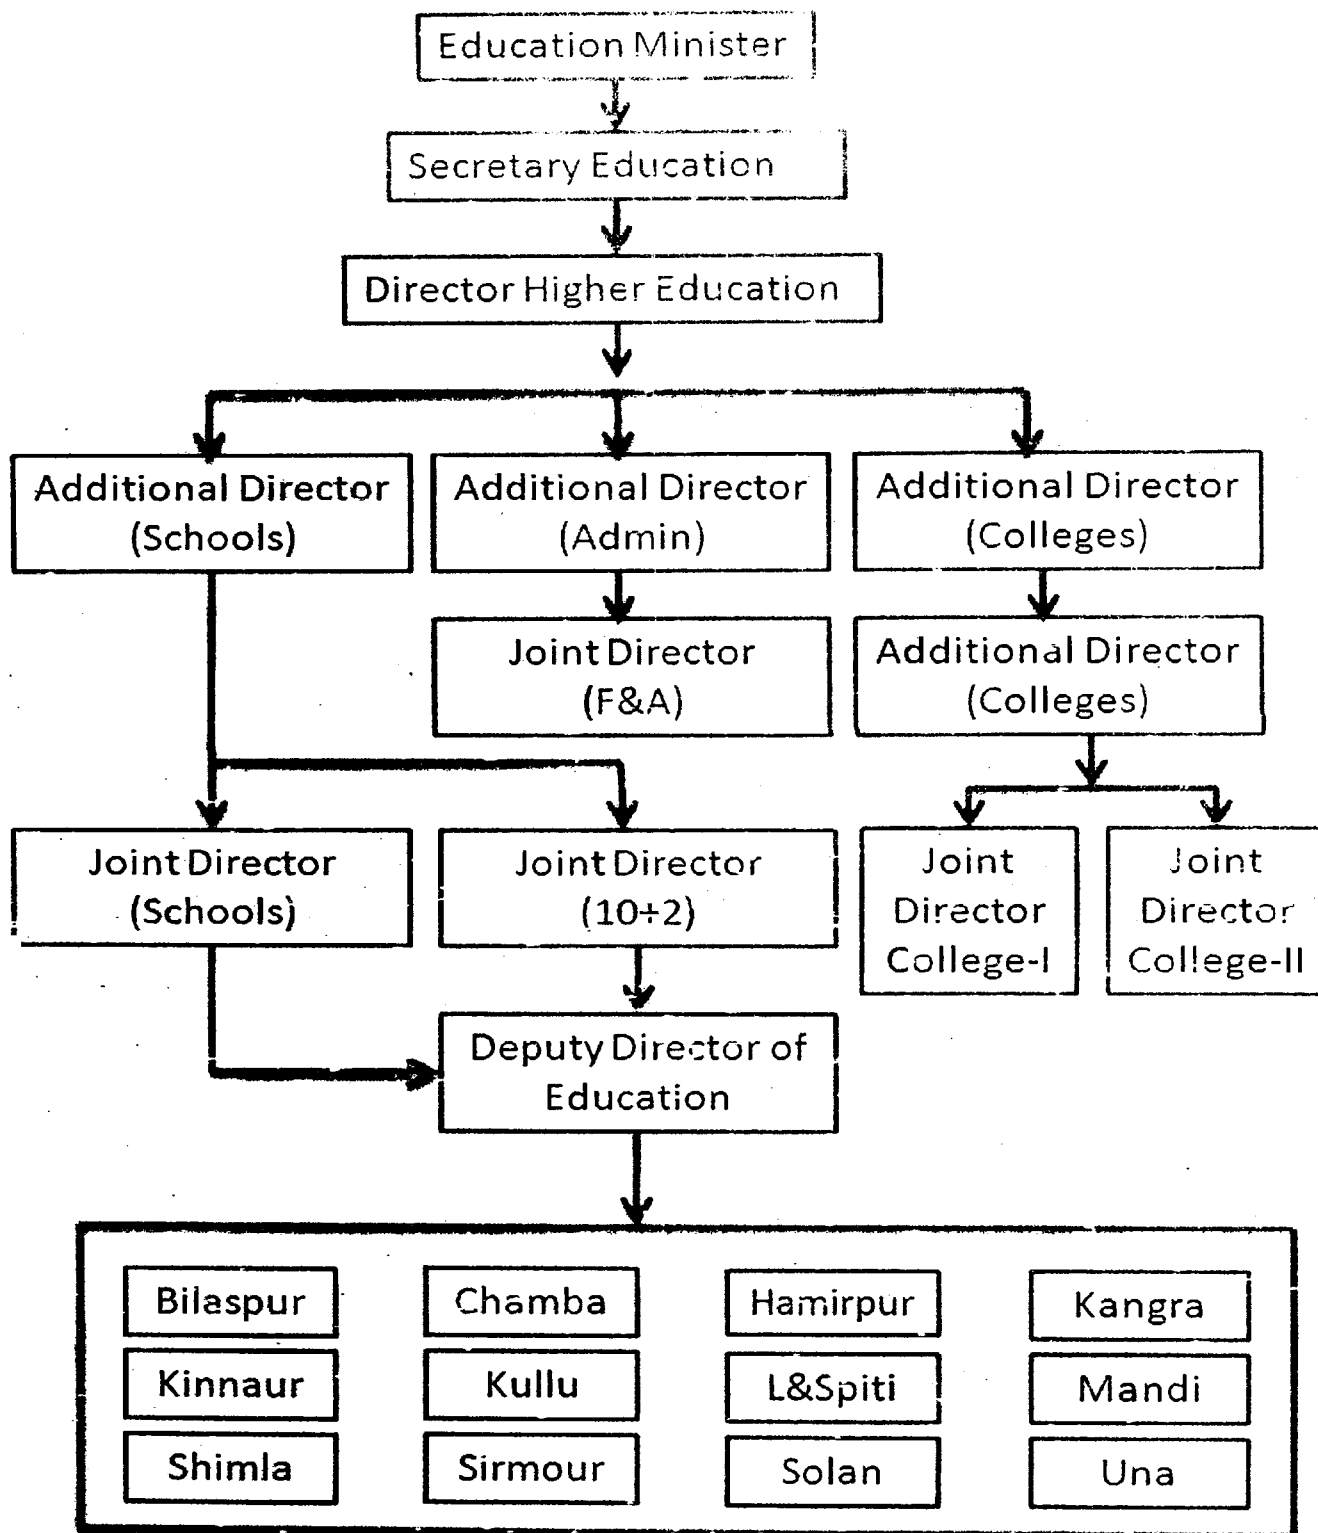 Education Minister
Secretary Education
Director Higher Education
Additional Director
(Schools)
Additional Director
(Admin)
Additional Director
(Colleges)
Joint Director
(F&A)
Additional Director
(Colleges)
Joint Director
(Schools)
Joint Director
(10+2)
Joint
Director
College-I
Joint
Director
College-II
Deputy Director of
Education
Bilaspur
Chamba
Hamirpur
Kangra
Kinnaur
Kullu
L&Spiti
Mandi
Shimla
Sirmour
Solan
Una